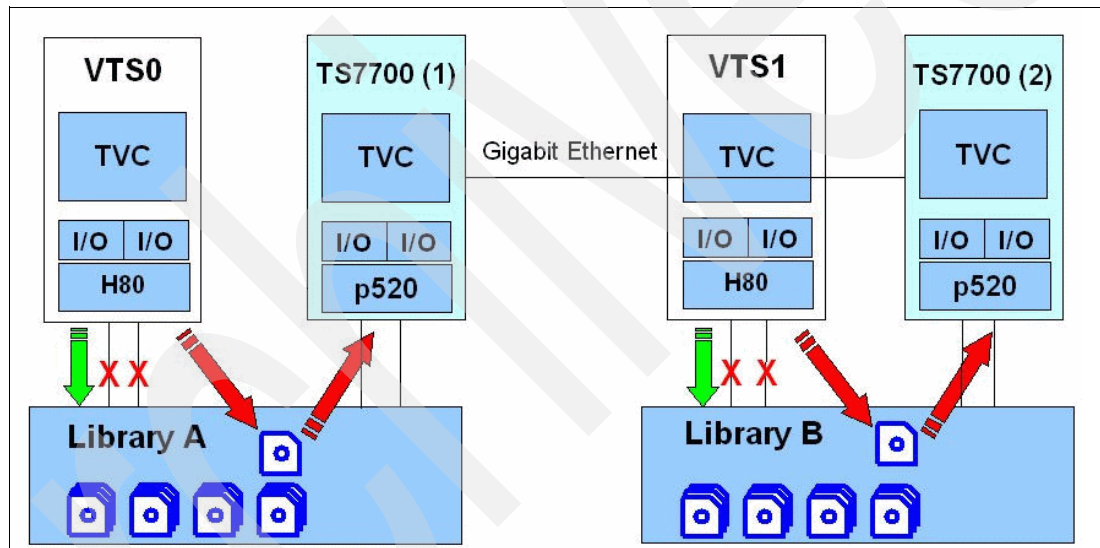 VTS0
TVC
I/O I/O
H80
X X
TS7700 (1)
TVC
I/O I/O
p520
Gigabit Ethernet
VTS1
TVC
I/O I/O
H80
X X
TS7700 (2)
TVC
I/O I/O
p520
Library A
Library B